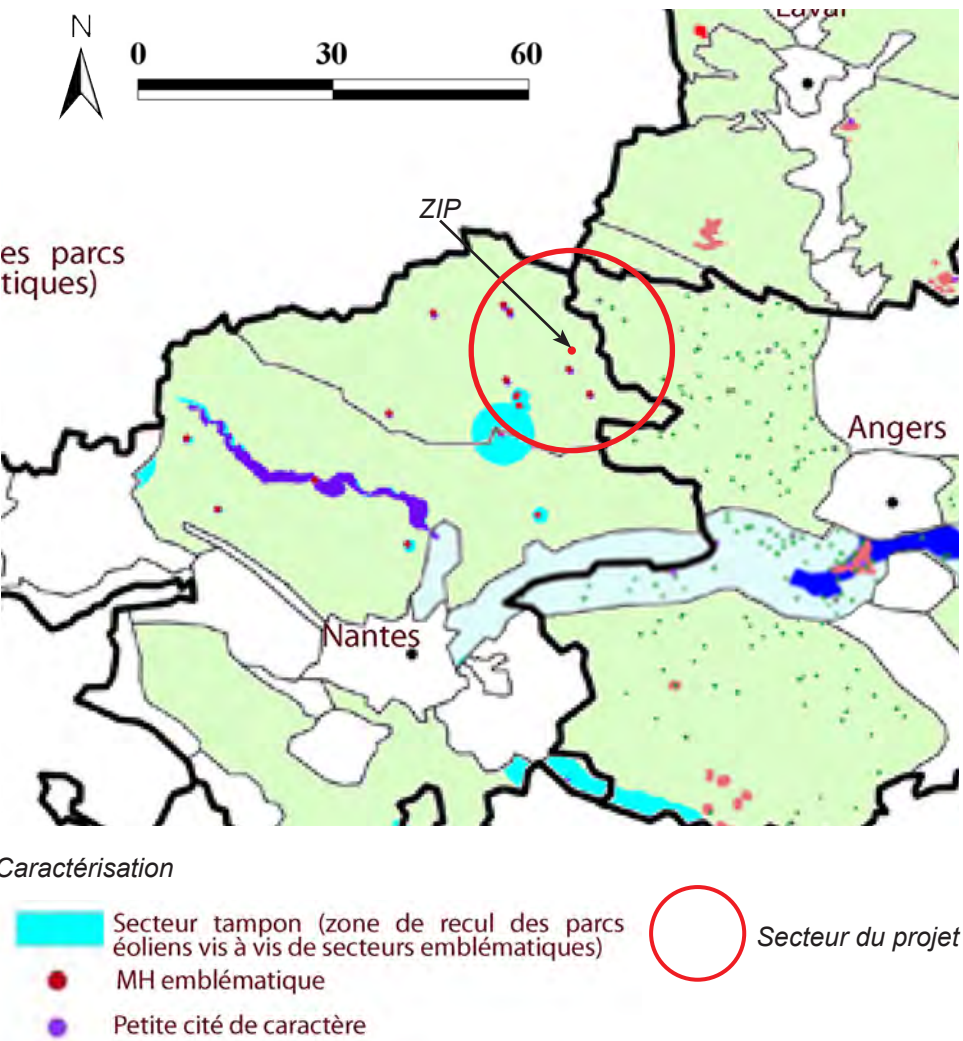 Laval
N
0 30 60
ZIP
es parcs
tiques)
Angers
Nantes
Caractérisation
Secteur tampon (zone de recul des parcs
éoliens vis à vis de secteurs emblématiques)
Secteur du projet
MH emblématique
Petite cité de caractère